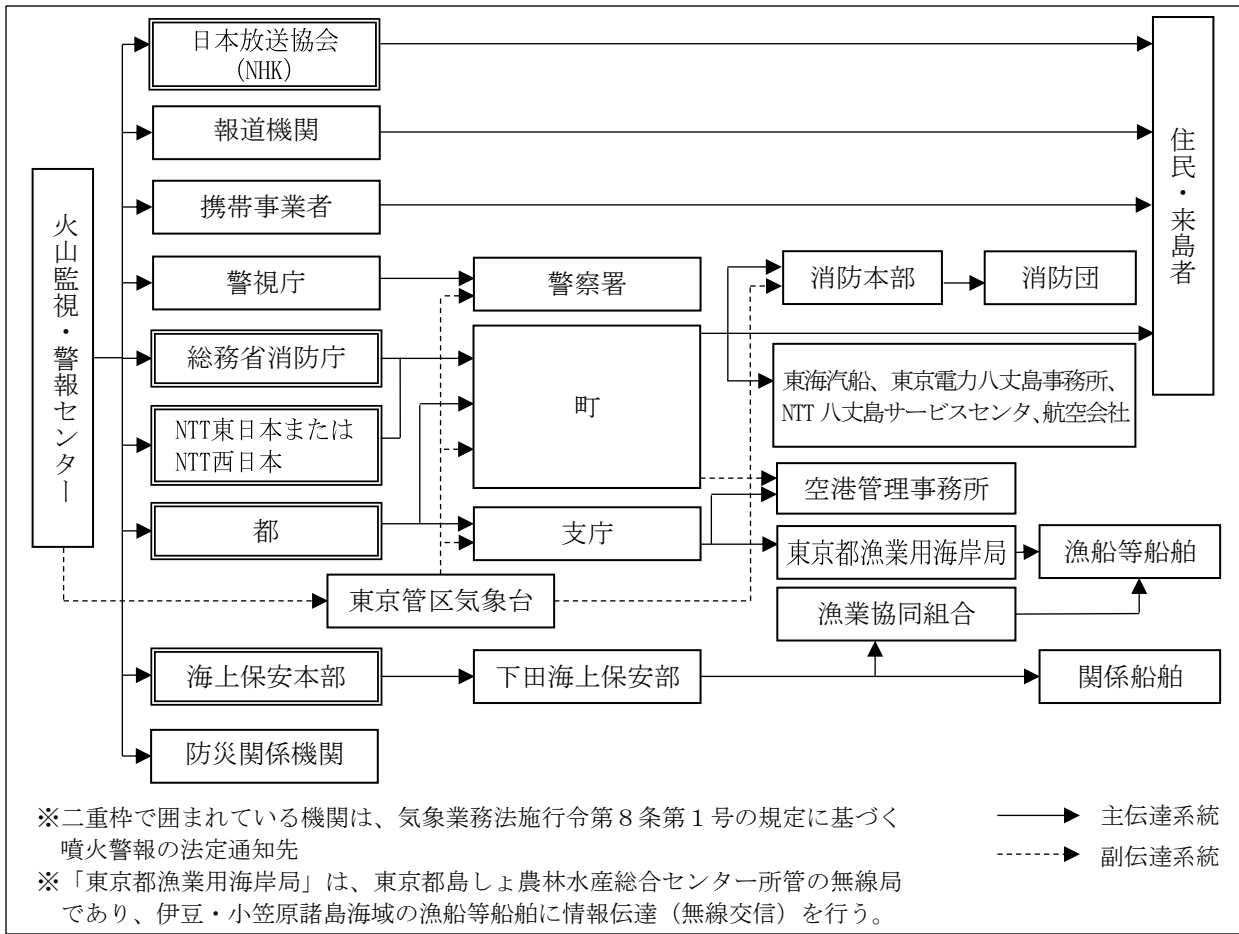 日本放送協会
(NHK)
報道機関
携帯事業者
警視庁
総務省消防庁
NTT東日本または
NTT西日本
都
海上保安本部
防災関係機関
火山監視・警報センター
東京管区気象台
警察署
町
支庁
下田海上保安部
消防本部
消防団
東海汽船、東京電力八丈島事務所、
NTT 八丈島サービスセンタ、航空会社
空港管理事務所
東京都漁業用海岸局
漁船等船舶
漁業協同組合
関係船舶
住民・来島者
※二重枠で囲まれている機関は、気象業務法施行令第8条第1号の規定に基づく
噴火警報の法定通知先
※「東京都漁業用海岸局」は、東京都島しょ農林水産総合センター所管の無線局
であり、伊豆・小笠原諸島海域の漁船等船舶に情報伝達（無線交信）を行う。
主伝達系統
副伝達系統